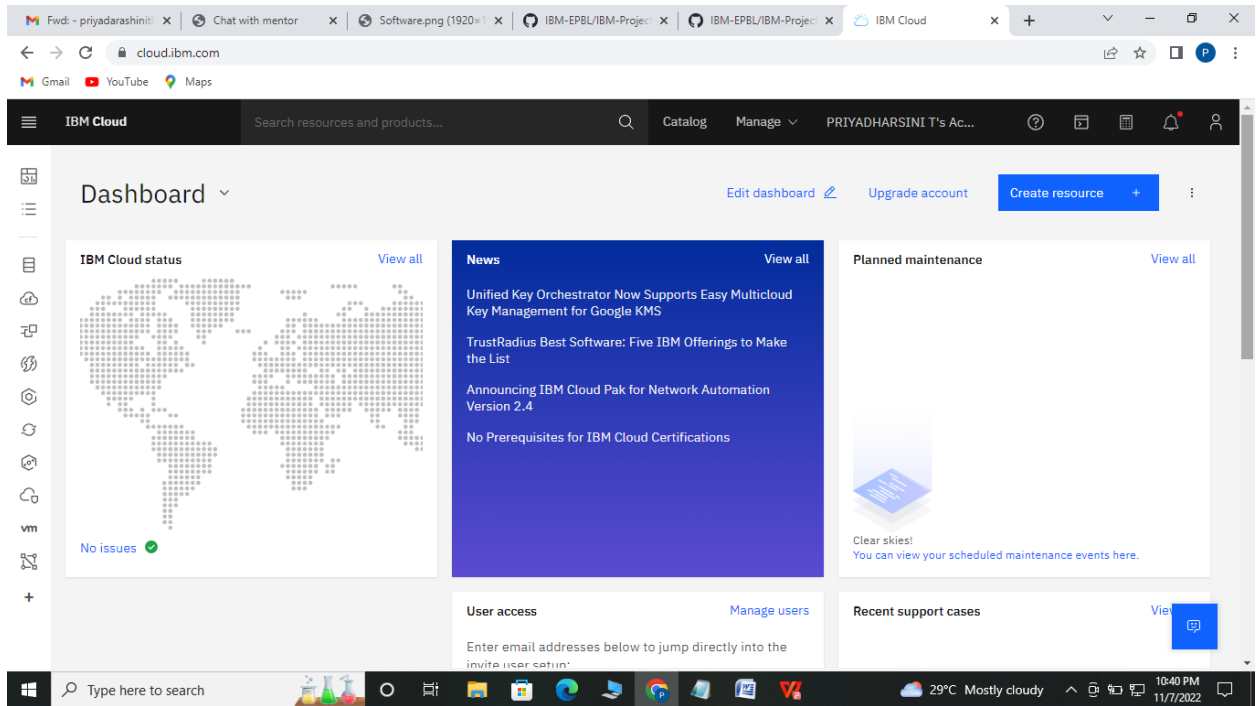 Fwd: - priyadarashiniti
Chat with mentor
Software.png (1920×1
IBM-EPBL/IBM-Project
IBM-EPBL/IBM-Project
IBM Cloud
cloud.ibm.com
P
Gmail
YouTube
Maps
IBM Cloud
Search resources and products...
Catalog
Manage
PRIYADHARSINI T's Ac...
Dashboard
Edit dashboard
Upgrade account
Create resource +
IBM Cloud status
View all
No issues
News
View all
Unified Key Orchestrator Now Supports Easy Multicloud
Key Management for Google KMS
TrustRadius Best Software: Five IBM Offerings to Make
the List
Announcing IBM Cloud Pak for Network Automation
Version 2.4
No Prerequisites for IBM Cloud Certifications
Planned maintenance
View all
Clear skies!
You can view your scheduled maintenance events here.
vm
User access
Manage users
Enter email addresses below to jump directly into the
invite user setup:
Recent support cases
View
Type here to search
29°C Mostly cloudy
10:40 PM
11/7/2022